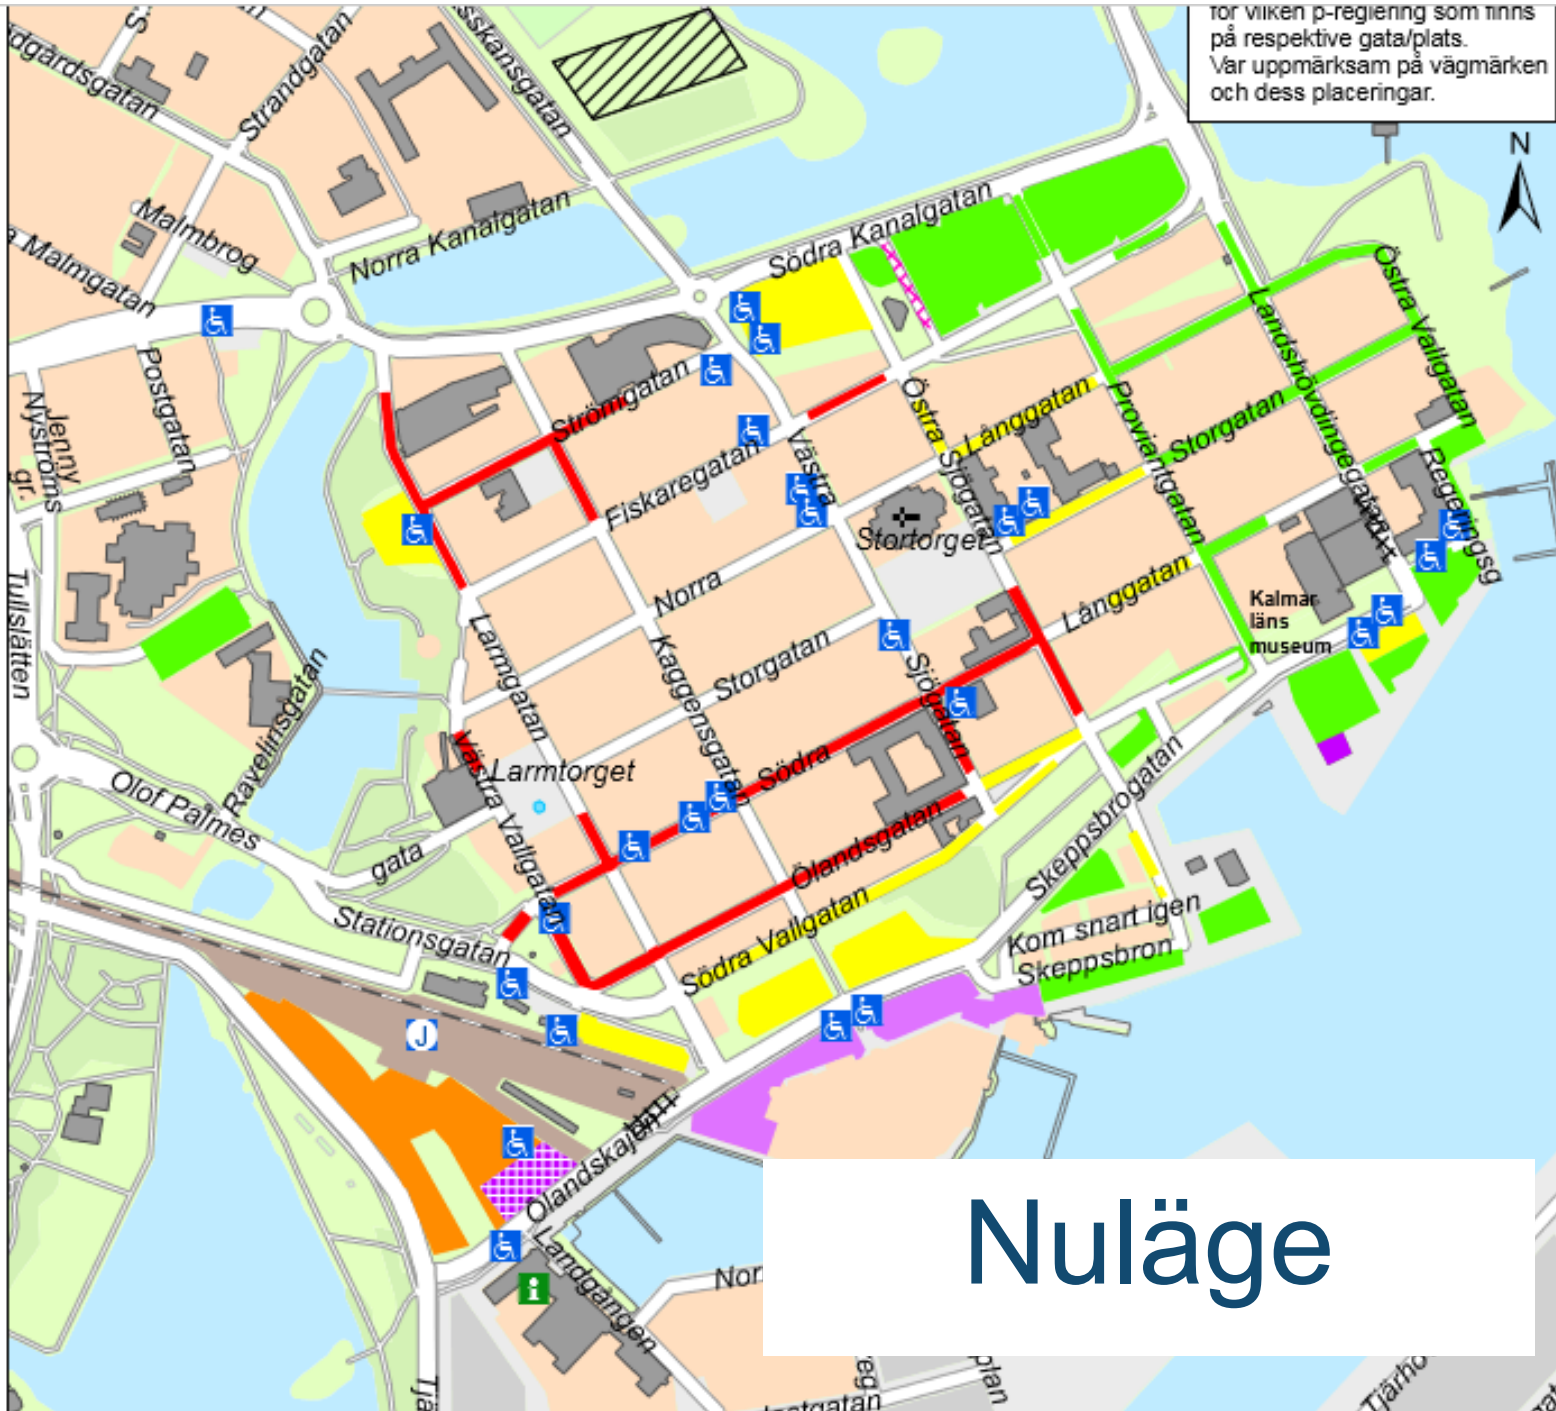 för vilken p-reglering som finns
på respektive gata/plats.
Var uppmärksam på vägmärken
och dess placeringar.
N
Strandgatan
Malmbrog
Malmgatan
Norra Kanalgatan
Södra Kanalgatan
Postgatan
Jenny
Nyströms
gr.
Tullslätten
Strömgatan
Fiskaregatan
Västra
Östra
Sjögatan
Långgatan
Proviantgatan
Storgatan
Landshövdingegatan
Östra Vallgatan
Regeringsg
Stortorget
Norra
Långgatan
Kalmar
läns
museum
Larmgatan
Kaggensgatan
Storgatan
Sjögatan
Södra
Larmtorget
Västra Vallgatan
Ravelinsgatan
Olof Palmes
gata
Stationsgatan
Ölandsgatan
Södra Vallgatan
Skeppsbrogatan
Kom snart igen
Skeppsbron
J
Ölandskajen
Landgången
i
Nuläge